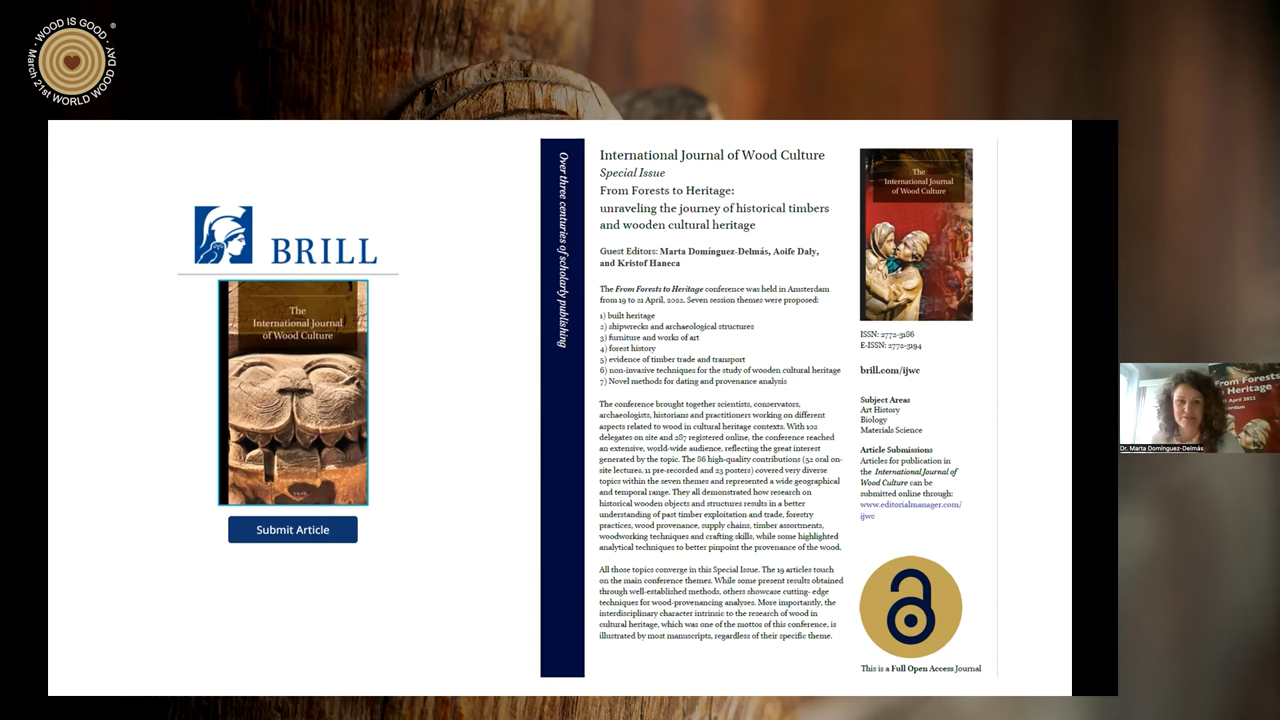 WOOD IS GOOD · DAY ®
March 21st WORLD WOOD
BRILL
The
International Journal
of Wood Culture
Submit Article
Over three centuries of scholarly publishing
International Journal of Wood Culture
Special Issue
From Forests to Heritage:
unraveling the journey of historical timbers
and wooden cultural heritage
Guest Editors: Marta Domínguez-Delmás, Aoife Daly,
and Kristof Haneca
The From Forests to Heritage conference was held in Amsterdam
from 19 to 21 April, 2022. Seven session themes were proposed:
1) built heritage
2) shipwrecks and archaeological structures
3) furniture and works of art
4) forest history
5) evidence of timber trade and transport
6) non-invasive techniques for the study of wooden cultural heritage
7) Novel methods for dating and provenance analysis
The conference brought together scientists, conservators,
archaeologists, historians and practitioners working on different
aspects related to wood in cultural heritage contexts. With 102
delegates on site and 287 registered online, the conference reached
an extensive, world-wide audience, reflecting the great interest
generated by the topic. The 86 high-quality contributions (52 oral on-
site lectures, 11 pre-recorded and 23 posters) covered very diverse
topics within the seven themes and represented a wide geographical
and temporal range. They all demonstrated how research on
historical wooden objects and structures results in a better
understanding of past timber exploitation and trade, forestry
practices, wood provenance, supply chains, timber assortments,
woodworking techniques and crafting skills, while some highlighted
analytical techniques to better pinpoint the provenance of the wood.
All those topics converge in this Special Issue. The 19 articles touch
on the main conference themes. While some present results obtained
through well-established methods, others showcase cutting- edge
techniques for wood-provenancing analyses. More importantly, the
interdisciplinary character intrinsic to the research of wood in
cultural heritage, which was one of the mottos of this conference, is
illustrated by most manuscripts, regardless of their specific theme.
The
International Journal
of Wood Culture
ISSN: 2772-3186
E-ISSN: 2772-3194
brill.com/ijwc
Subject Areas
Art History
Biology
Materials Science
Article Submissions
Articles for publication in
the International Journal of
Wood Culture can be
submitted online through:
www.editorialmanager.com/
ijwc
This is a Full Open Access Journal
From Forests
Heritage
April 2022
Dr. Marta Domínguez-Delmás